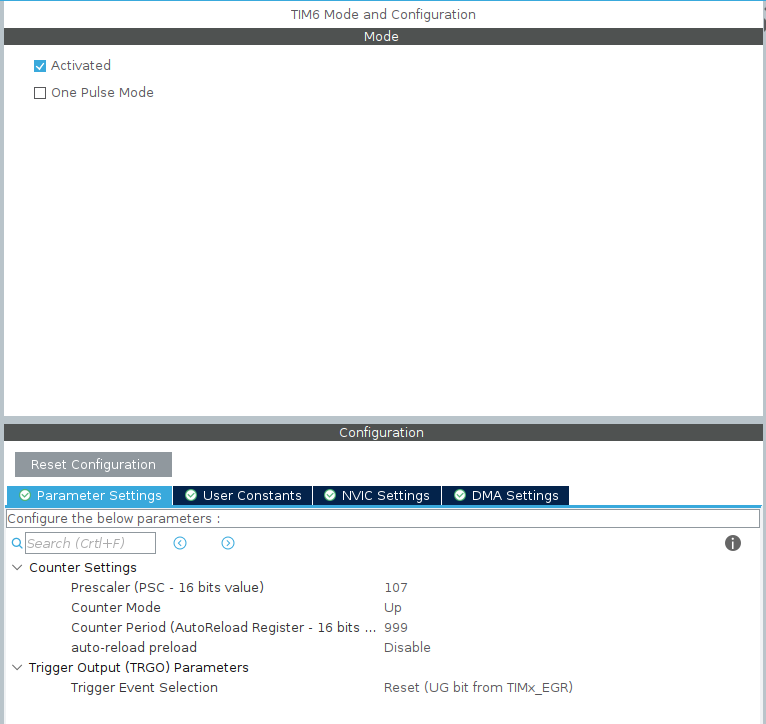 TIM6 Mode and Configuration
Mode
Activated
One Pulse Mode
Configuration
Reset Configuration
Parameter Settings User Constants NVIC Settings DMA Settings
Configure the below parameters :
Search (Crtl+F)
Counter Settings
Prescaler (PSC - 16 bits value) 107
Counter Mode Up
Counter Period (AutoReload Register - 16 bits ... 999
auto-reload preload Disable
Trigger Output (TRGO) Parameters
Trigger Event Selection Reset (UG bit from TIMx_EGR)